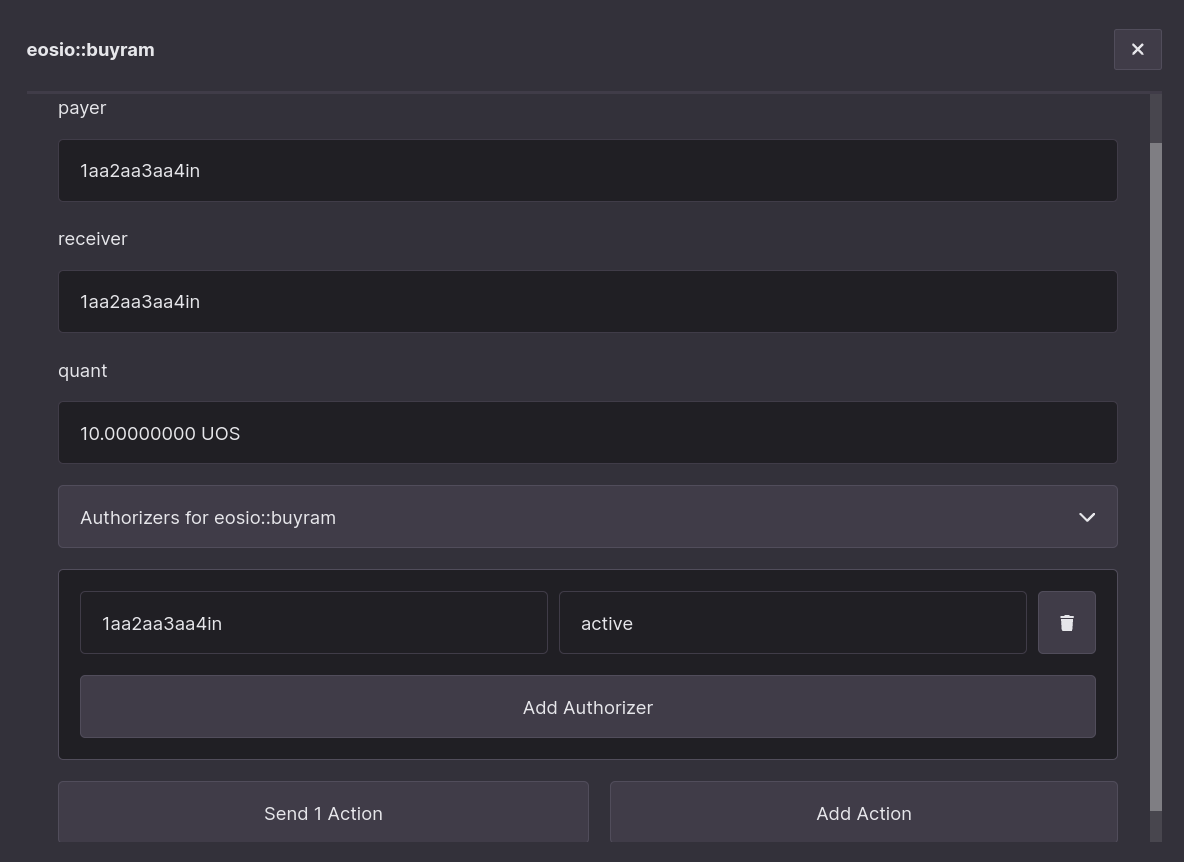 eosio::buyram
payer
1aa2aa3aa4in
receiver
1aa2aa3aa4in
quant
10.00000000 UOS
Authorizers for eosio::buyram
1aa2aa3aa4in
active
Add Authorizer
Send 1 Action
Add Action